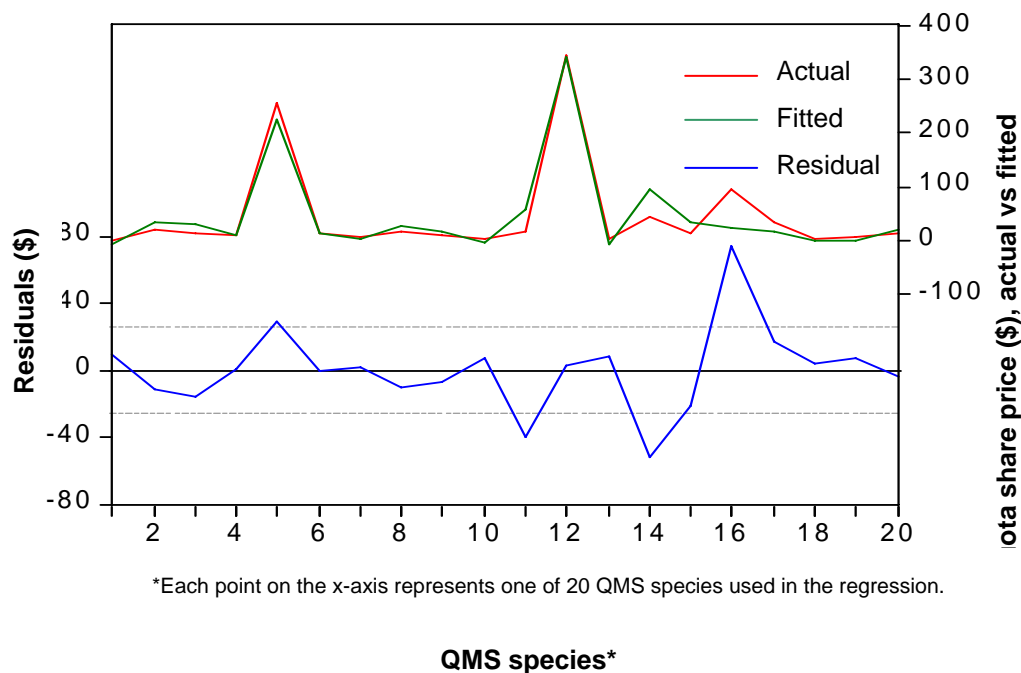 400
300
200
100
0
-100
Actual
Fitted
Residual
40
0
-40
-80
Residuals ($)
share price ($), actual vs fitted
2 4 6 8 10 12 14 16 18 20
*Each point on the x-axis represents one of 20 QMS species used in the regression.
QMS species*